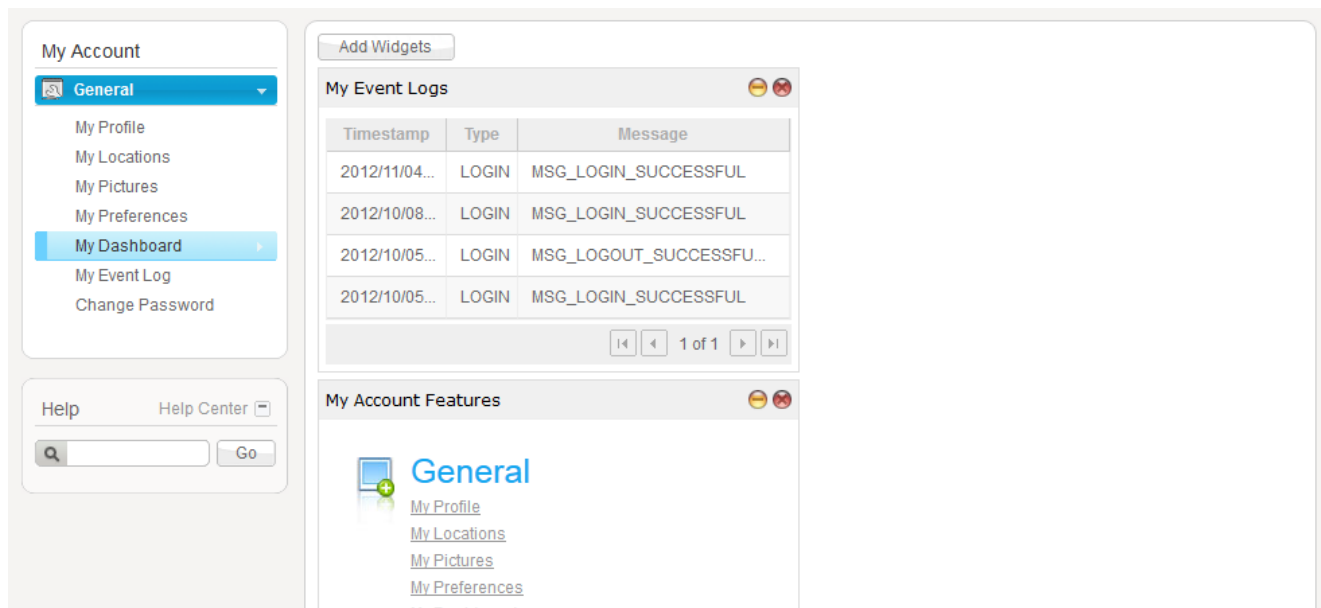 My Account
General
My Profile
My Locations
My Pictures
My Preferences
My Dashboard
My Event Log
Change Password
Help Help Center
Go
Add Widgets
My Event Logs
Timestamp Type Message
2012/11/04... LOGIN MSG_LOGIN_SUCCESSFUL
2012/10/08... LOGIN MSG_LOGIN_SUCCESSFUL
2012/10/05... LOGIN MSG_LOGOUT_SUCCESSFU...
2012/10/05... LOGIN MSG_LOGIN_SUCCESSFUL
1 of 1
My Account Features
General
My Profile
My Locations
My Pictures
My Preferences